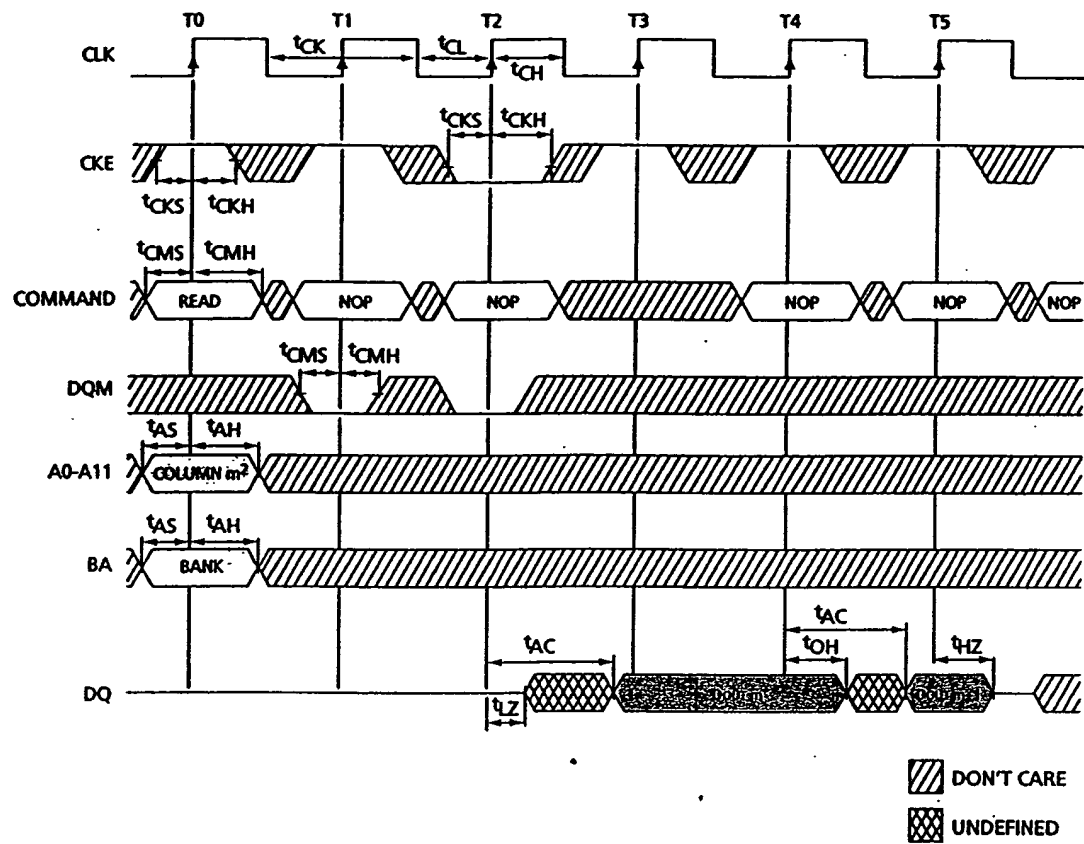 T0 T1 T2 T3 T4 T5
CLK
tCK tCL
tCH
tCKS tCKH
CKE
tCKS tCKH
tCMS tCMH
COMMAND READ NOP NOP NOP NOP NOP
tCMS tCMH
DQM
tAS tAH
A0-A11 COLUMN m2
tAS tAH
BA BANK
tAC tAC
tOH tHZ
DQ
tLZ
DON'T CARE
UNDEFINED